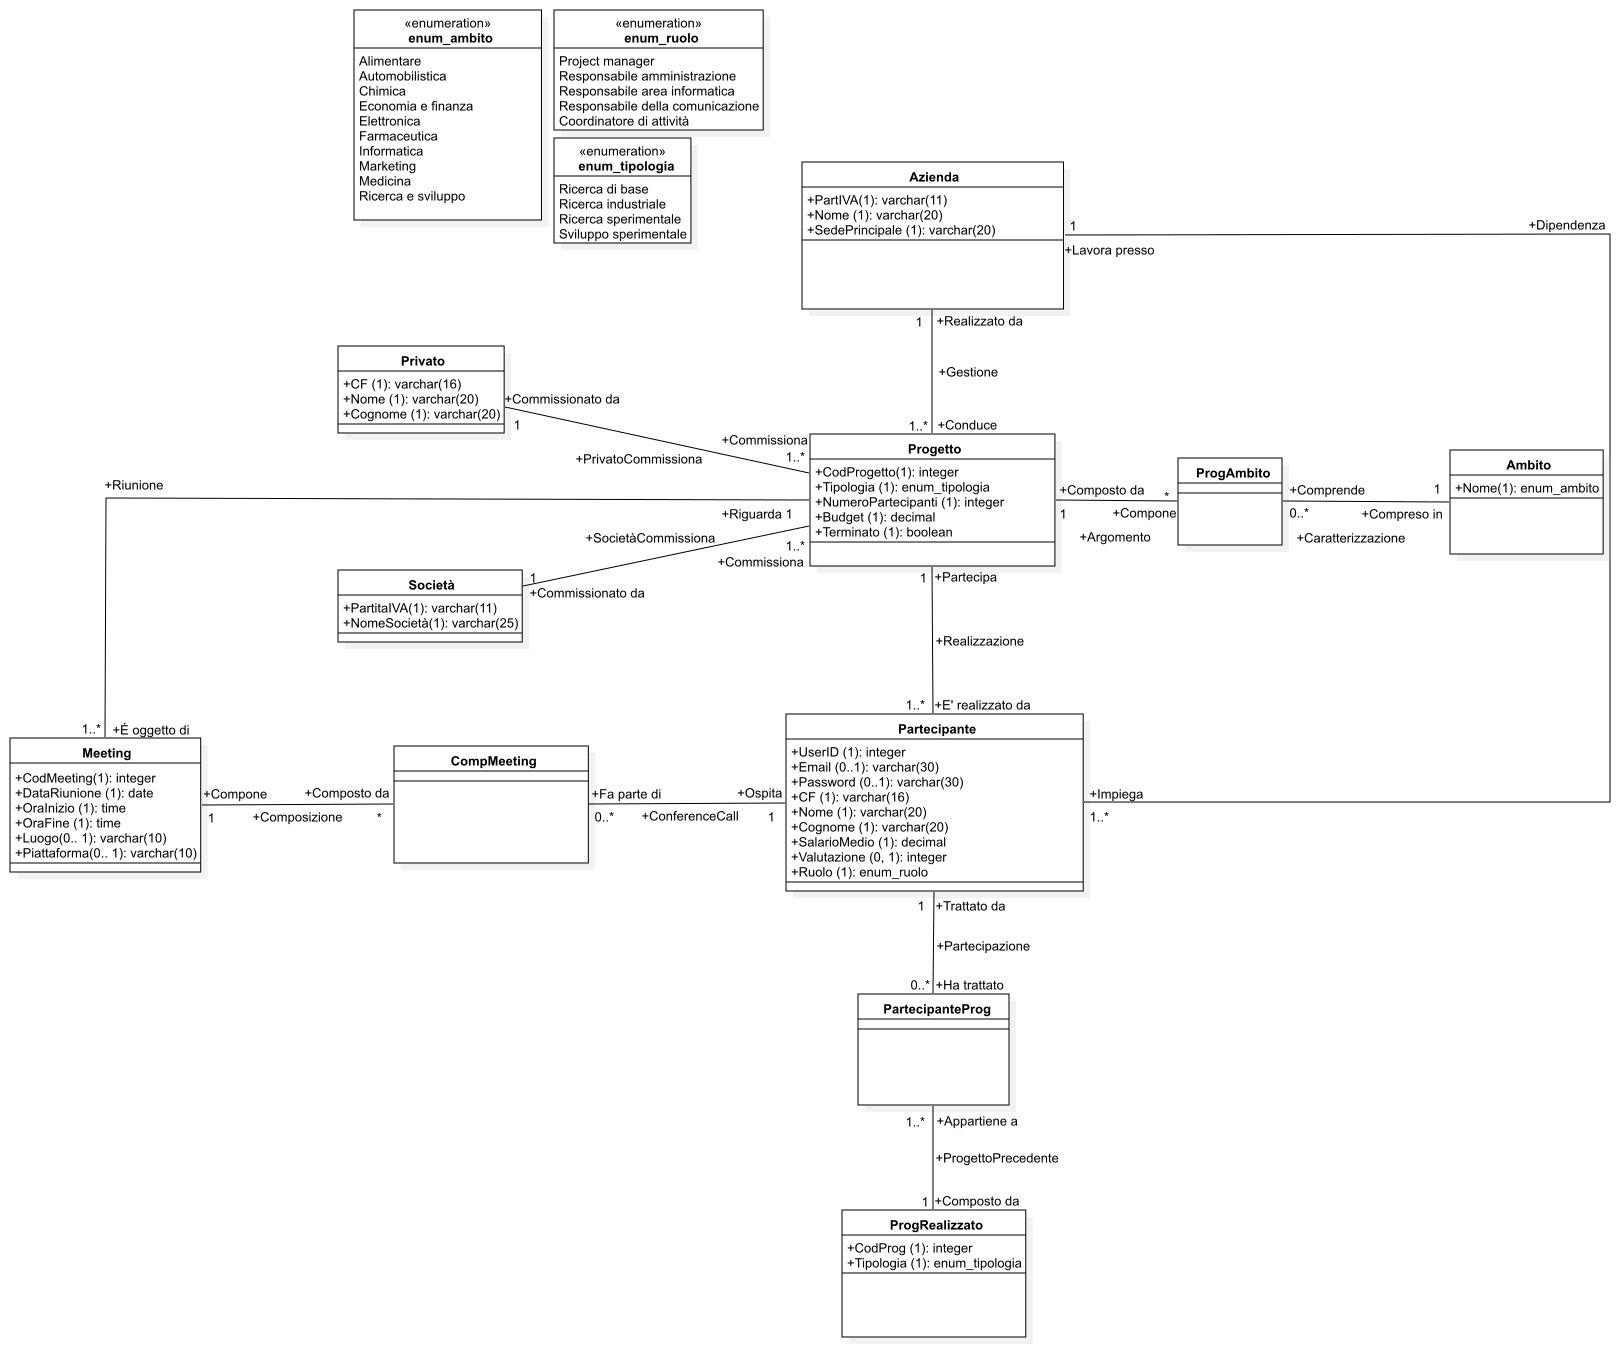 «enumeration»
enum_ambito
Alimentare
Automobilistica
Chimica
Economia e finanza
Elettronica
Farmaceutica
Informatica
Marketing
Medicina
Ricerca e sviluppo
«enumeration»
enum_ruolo
Project manager
Responsabile amministrazione
Responsabile area informatica
Responsabile della comunicazione
Coordinatore di attività
«enumeration»
enum_tipologia
Ricerca di base
Ricerca industriale
Ricerca sperimentale
Sviluppo sperimentale
Azienda
+PartIVA(1): varchar(11)
+Nome (1): varchar(20)
+SedePrincipale (1): varchar(20)
1
+Lavora presso
+Dipendenza
1
+Realizzato da
+Gestione
1..*
+Conduce
Privato
+CF (1): varchar(16)
+Nome (1): varchar(20)
+Cognome (1): varchar(20)
+Commissionato da
1
+PrivatoCommissiona
+Commissiona
1..*
Progetto
+CodProgetto(1): integer
+Tipologia (1): enum_tipologia
+NumeroPartecipanti (1): integer
+Budget (1): decimal
+Terminato (1): boolean
+Composto da
1
*
+Compone
+Argomento
ProgAmbito
+Comprende
0..*
1
+Compreso in
+Caratterizzazione
Ambito
+Nome(1): enum_ambito
+Riunione
+Riguarda 1
+SocietàCommissiona
1..*
+Commissiona
Società
+PartitaIVA(1): varchar(11)
+NomeSocietà(1): varchar(25)
1
+Commissionato da
1
+Partecipa
+Realizzazione
1..*
+E' realizzato da
1..*
+É oggetto di
Meeting
+CodMeeting(1): integer
+DataRiunione (1): date
+OraInizio (1): time
+OraFine (1): time
+Luogo(0.. 1): varchar(10)
+Piattaforma(0.. 1): varchar(10)
+Compone
1
+Composizione
+Composto da
*
CompMeeting
+Fa parte di
0..*
+ConferenceCall
+Ospita
1
Partecipante
+UserID (1): integer
+Email (0..1): varchar(30)
+Password (0..1): varchar(30)
+CF (1): varchar(16)
+Nome (1): varchar(20)
+Cognome (1): varchar(20)
+SalarioMedio (1): decimal
+Valutazione (0, 1): integer
+Ruolo (1): enum_ruolo
+Impiega
1..*
1
+Trattato da
+Partecipazione
0..*
+Ha trattato
PartecipanteProg
1..*
+Appartiene a
+ProgettoPrecedente
1
+Composto da
ProgRealizzato
+CodProg (1): integer
+Tipologia (1): enum_tipologia